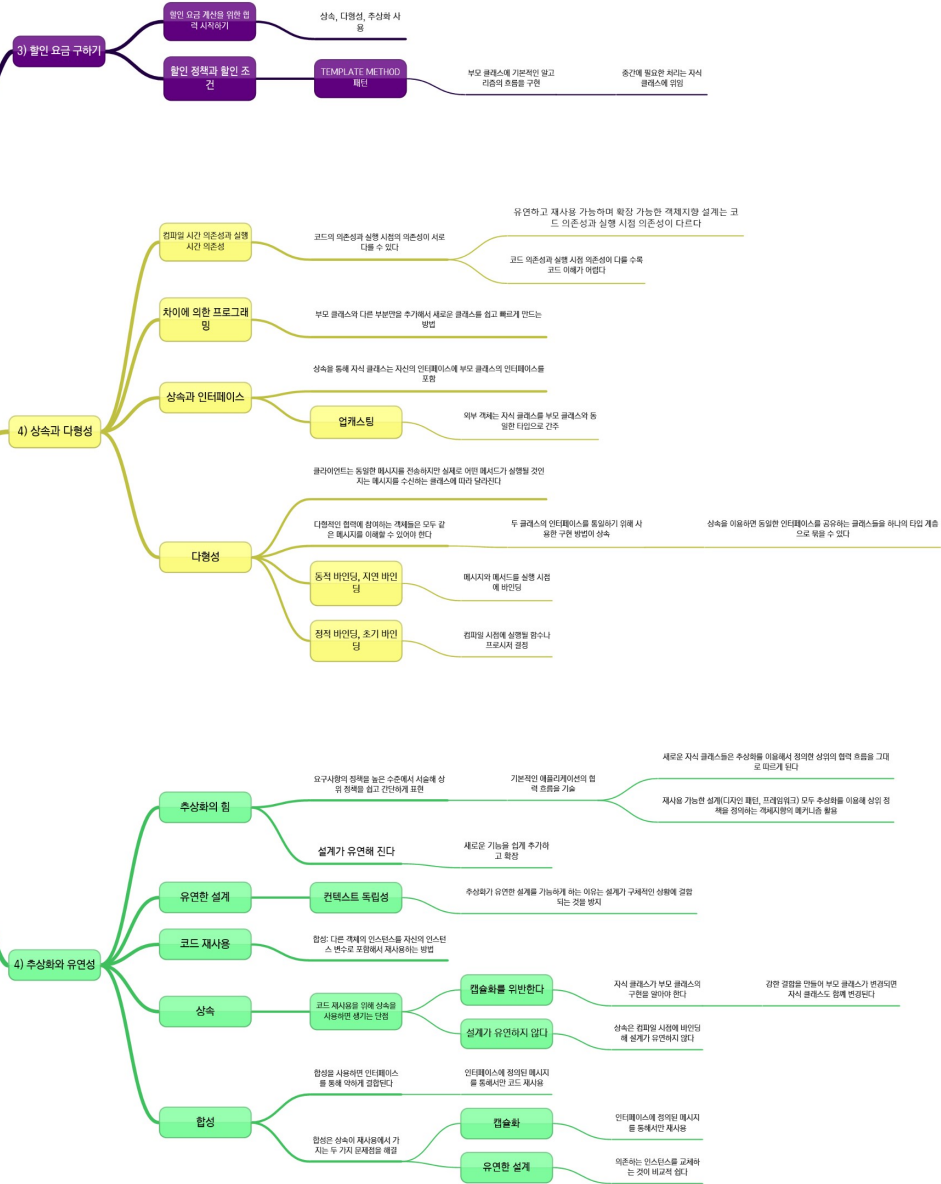 3) 할인 요금 구하기
할인 요금 계산을 위한 협
력 시작하기
상속, 다형성, 추상화 사
용
할인 정책과 할인 조
건
TEMPLATE METHOD
패턴
부모 클래스에 기본적인 알고
리즘의 흐름을 구현
중간에 필요한 처리는 자식
클래스에 위임
4) 상속과 다형성
컴파일 시간 의존성과 실행
시간 의존성
코드의 의존성과 실행 시점의 의존성이 서로
다를 수 있다
유연하고 재사용 가능하며 확장 가능한 객체지향 설계는 코
드 의존성과 실행 시점 의존성이 다르다
코드 의존성과 실행 시점 의존성이 다를 수록
코드 이해가 어렵다
차이에 의한 프로그래
밍
부모 클래스와 다른 부분만을 추가해서 새로운 클래스를 쉽고 빠르게 만드는
방법
상속과 인터페이스
상속을 통해 자식 클래스는 자신의 인터페이스에 부모 클래스의 인터페이스를
포함
업캐스팅
외부 객체는 자식 클래스를 부모 클래스와 동
일한 타입으로 간주
다형성
클라이언트는 동일한 메시지를 전송하지만 실제로 어떤 메서드가 실행될 것인
지는 메시지를 수신하는 클래스에 따라 달라진다
다형적인 협력에 참여하는 객체들은 모두 같
은 메시지를 이해할 수 있어야 한다
두 클래스의 인터페이스를 통일하기 위해 사
용한 구현 방법이 상속
상속을 이용하면 동일한 인터페이스를 공유하는 클래스들을 하나의 타입 계층
으로 묶을 수 있다
동적 바인딩, 지연 바인
딩
메시지와 메서드를 실행 시점
에 바인딩
정적 바인딩, 초기 바인
딩
컴파일 시점에 실행될 함수나
프로시저 결정
4) 추상화와 유연성
추상화의 힘
요구사항의 정책을 높은 수준에서 서술해 상
위 정책을 쉽고 간단하게 표현
기본적인 애플리케이션의 협
력 흐름을 기술
새로운 자식 클래스들은 추상화를 이용해서 정의한 상위의 협력 흐름을 그대
로 따르게 된다
재사용 가능한 설계(디자인 패턴, 프레임워크) 모두 추상화를 이용해 상위 정
책을 정의하는 객체지향의 메커니즘 활용
설계가 유연해 진다
새로운 기능을 쉽게 추가하
고 확장
유연한 설계
컨텍스트 독립성
추상화가 유연한 설계를 가능하게 하는 이유는 설계가 구체적인 상황에 결합
되는 것을 방지
코드 재사용
합성: 다른 객체의 인스턴스를 자신의 인스턴
스 변수로 포함해서 재사용하는 방법
상속
코드 재사용을 위해 상속을
사용하면 생기는 단점
캡슐화를 위반한다
자식 클래스가 부모 클래스의
구현을 알아야 한다
강한 결합을 만들어 부모 클래스가 변경되면
자식 클래스도 함께 변경된다
설계가 유연하지 않다
상속은 컴파일 시점에 바인딩
해 설계가 유연하지 않다
합성
합성을 사용하면 인터페이스
를 통해 약하게 결합된다
인터페이스에 정의된 메시지
를 통해서만 코드 재사용
합성은 상속이 재사용에서 가
지는 두 가지 문제점을 해결
캡슐화
인터페이스에 정의된 메시지
를 통해서만 재사용
유연한 설계
의존하는 인스턴스를 교체하
는 것이 비교적 쉽다